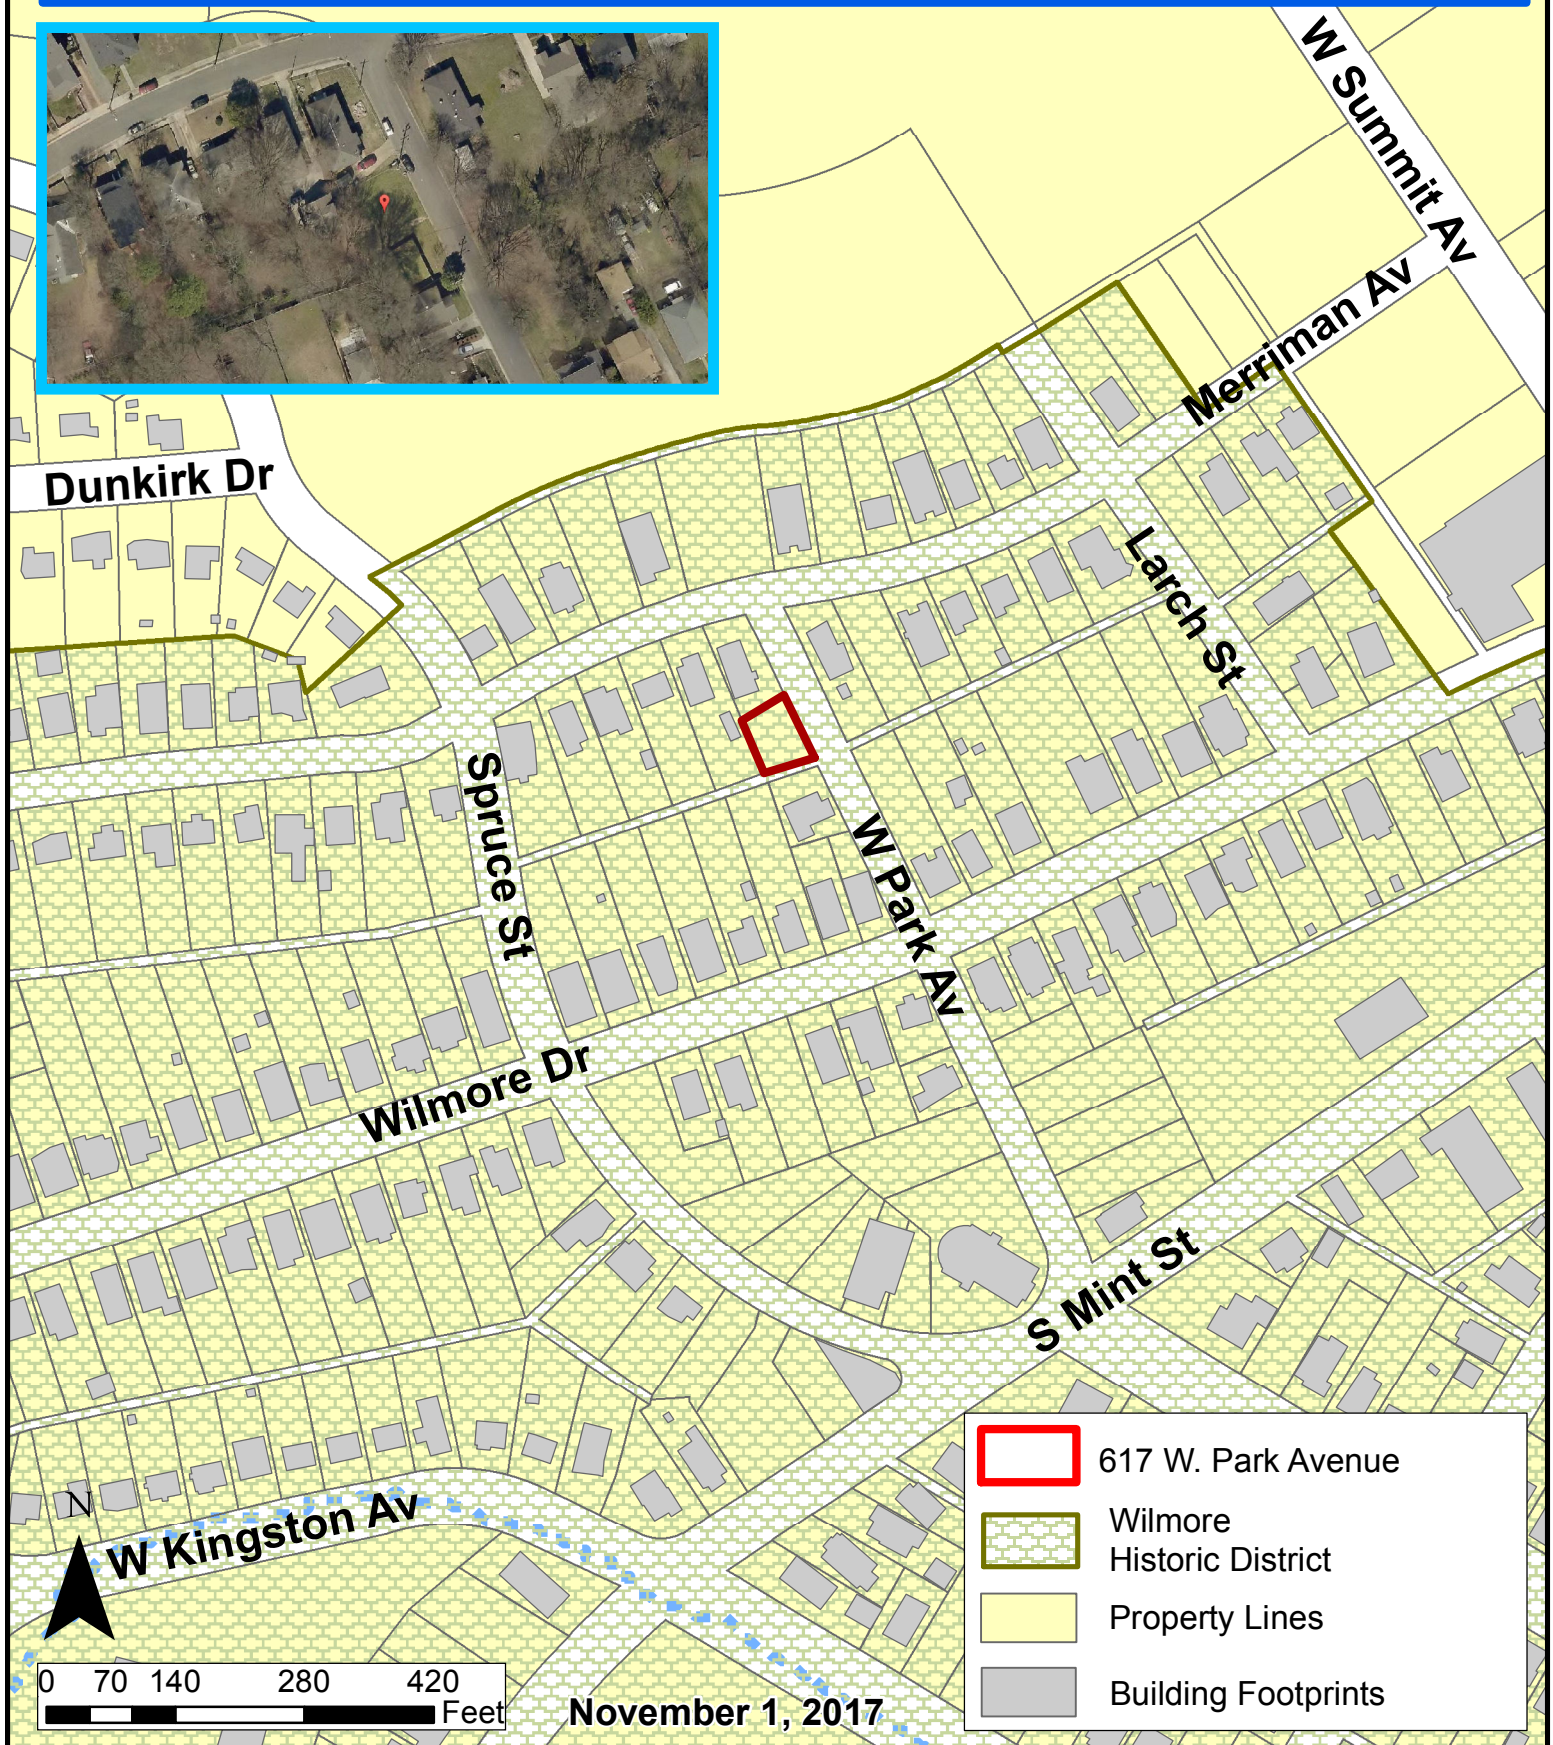 W Summit Av
Merriman Av
Dunkirk Dr
Larch St
Spruce St
W Park Av
Wilmore Dr
S Mint St
W Kingston Av
N
617 W. Park Avenue
Wilmore
Historic District
Property Lines
Building Footprints
0 70 140 280 420
Feet
November 1, 2017